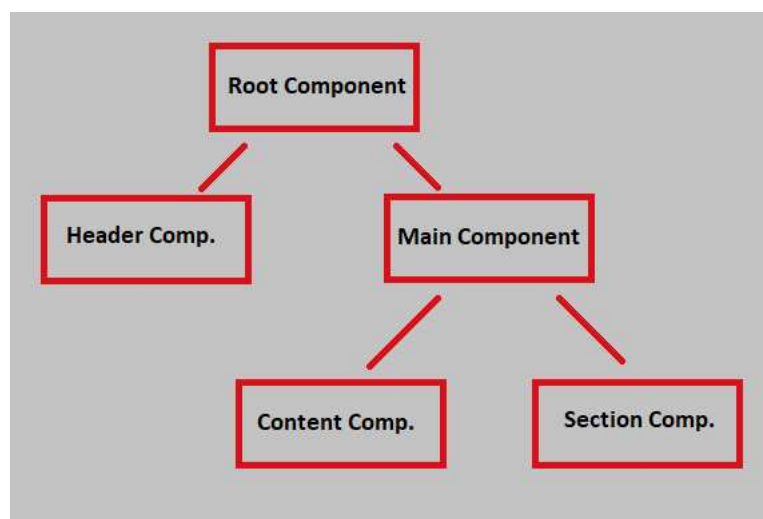 Root Component
Header Comp.
Main Component
Content Comp.
Section Comp.